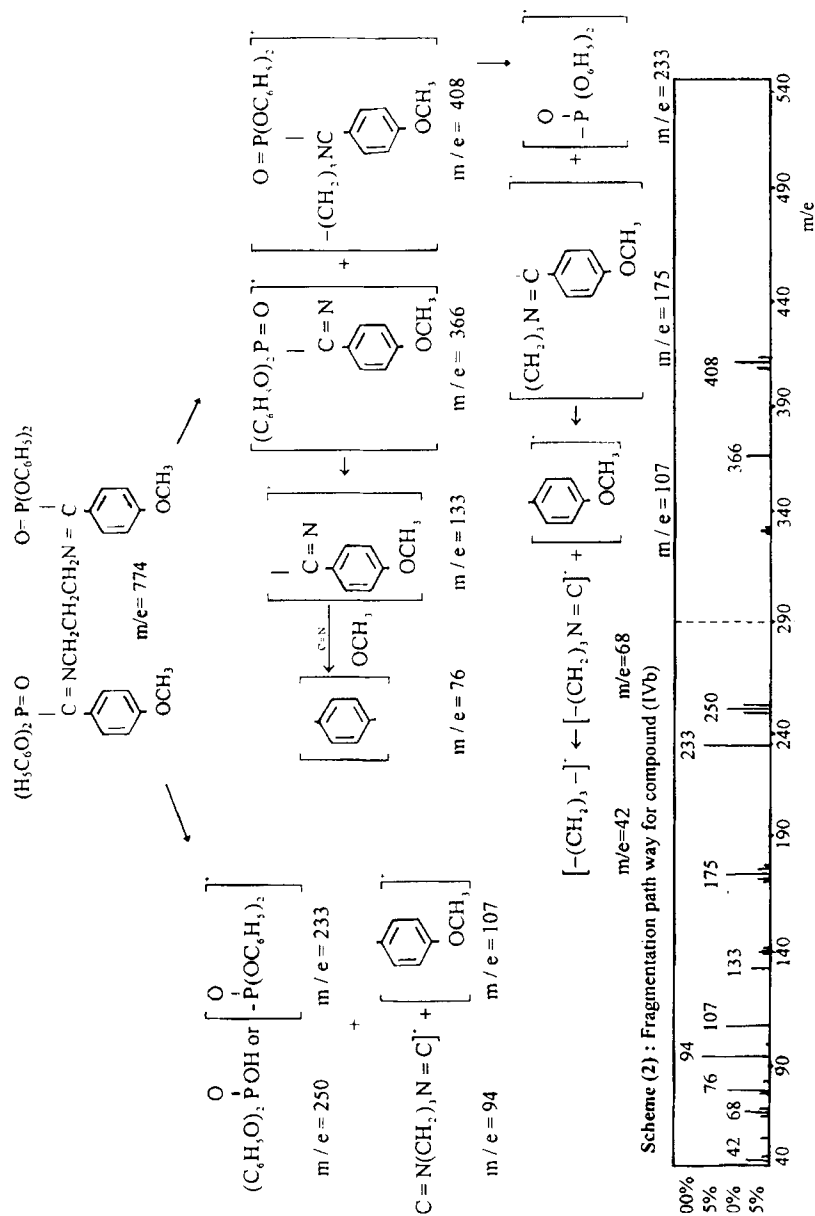 (H₅C₆O)₂ P=O
O= P(OC₆H₅)₂
C = NCH₂CH₂CH₂N = C
OCH₃
OCH₃
m/e= 774
O
O
((C₆H₅O)₂ POH or - P(OC₆H₅)₂
m / e = 250
m / e = 233
+
C = N(CH₂)₃N = C]˙ +
OCH₃
m / e = 94
m / e = 107
C=N
OCH₃
m / e = 76
C = N
OCH₃
m / e = 133
(C₆H₅O)₂ P = O
C = N
OCH₃
m / e = 366
+
O = P(OC₆H₅)₂
-(CH₂)₃NC
OCH₃
m / e = 408
[-(CH₂)₃ -]˙ ← [-(CH₂)₃N = C]˙ +
m/e=42
m/e=68
OCH₃
m / e = 107
(CH₂)₃N = C
OCH₃
m / e = 175
+
O
-P (O₆H₅)₂
m / e = 233
Scheme (2) : Fragmentation path way for compound (IVb)
00%
5%
0%
5%
42
68
76
94
107
133
175
233
250
366
408
40
90
140
190
240
290
340
390
440
490
540
m/e